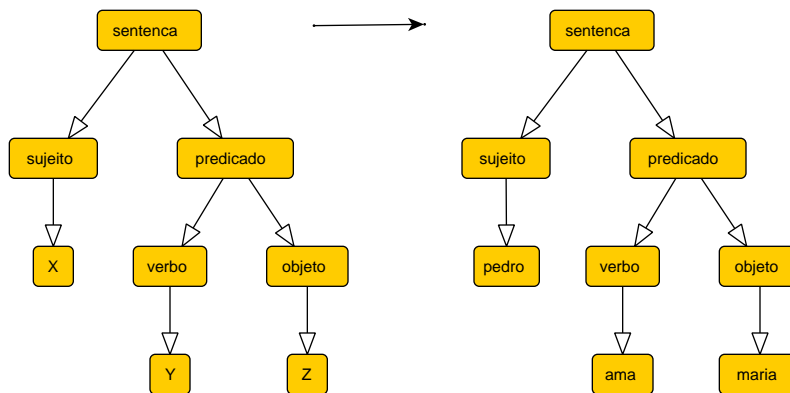 sentenca
sentenca
sujeito
predicado
sujeito
predicado
X
verbo
objeto
pedro
verbo
objeto
Y
Z
ama
maria